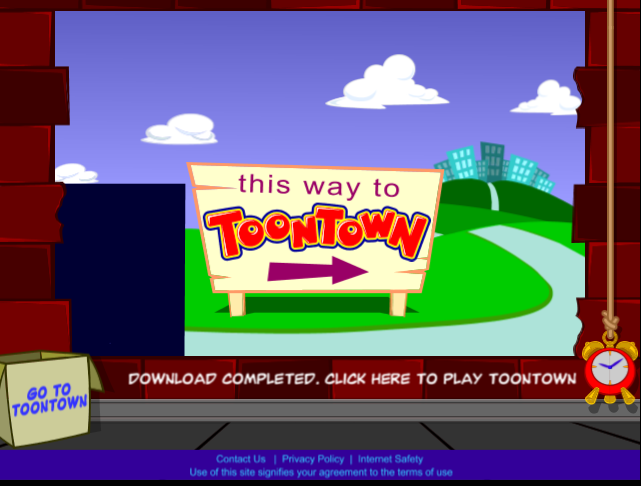 this way to
TOONTOWN
GO TO
TOONTOWN
DOWNLOAD COMPLETED. CLICK HERE TO PLAY TOONTOWN
Contact Us | Privacy Policy | Internet Safety
Use of this site signifies your agreement to the terms of use